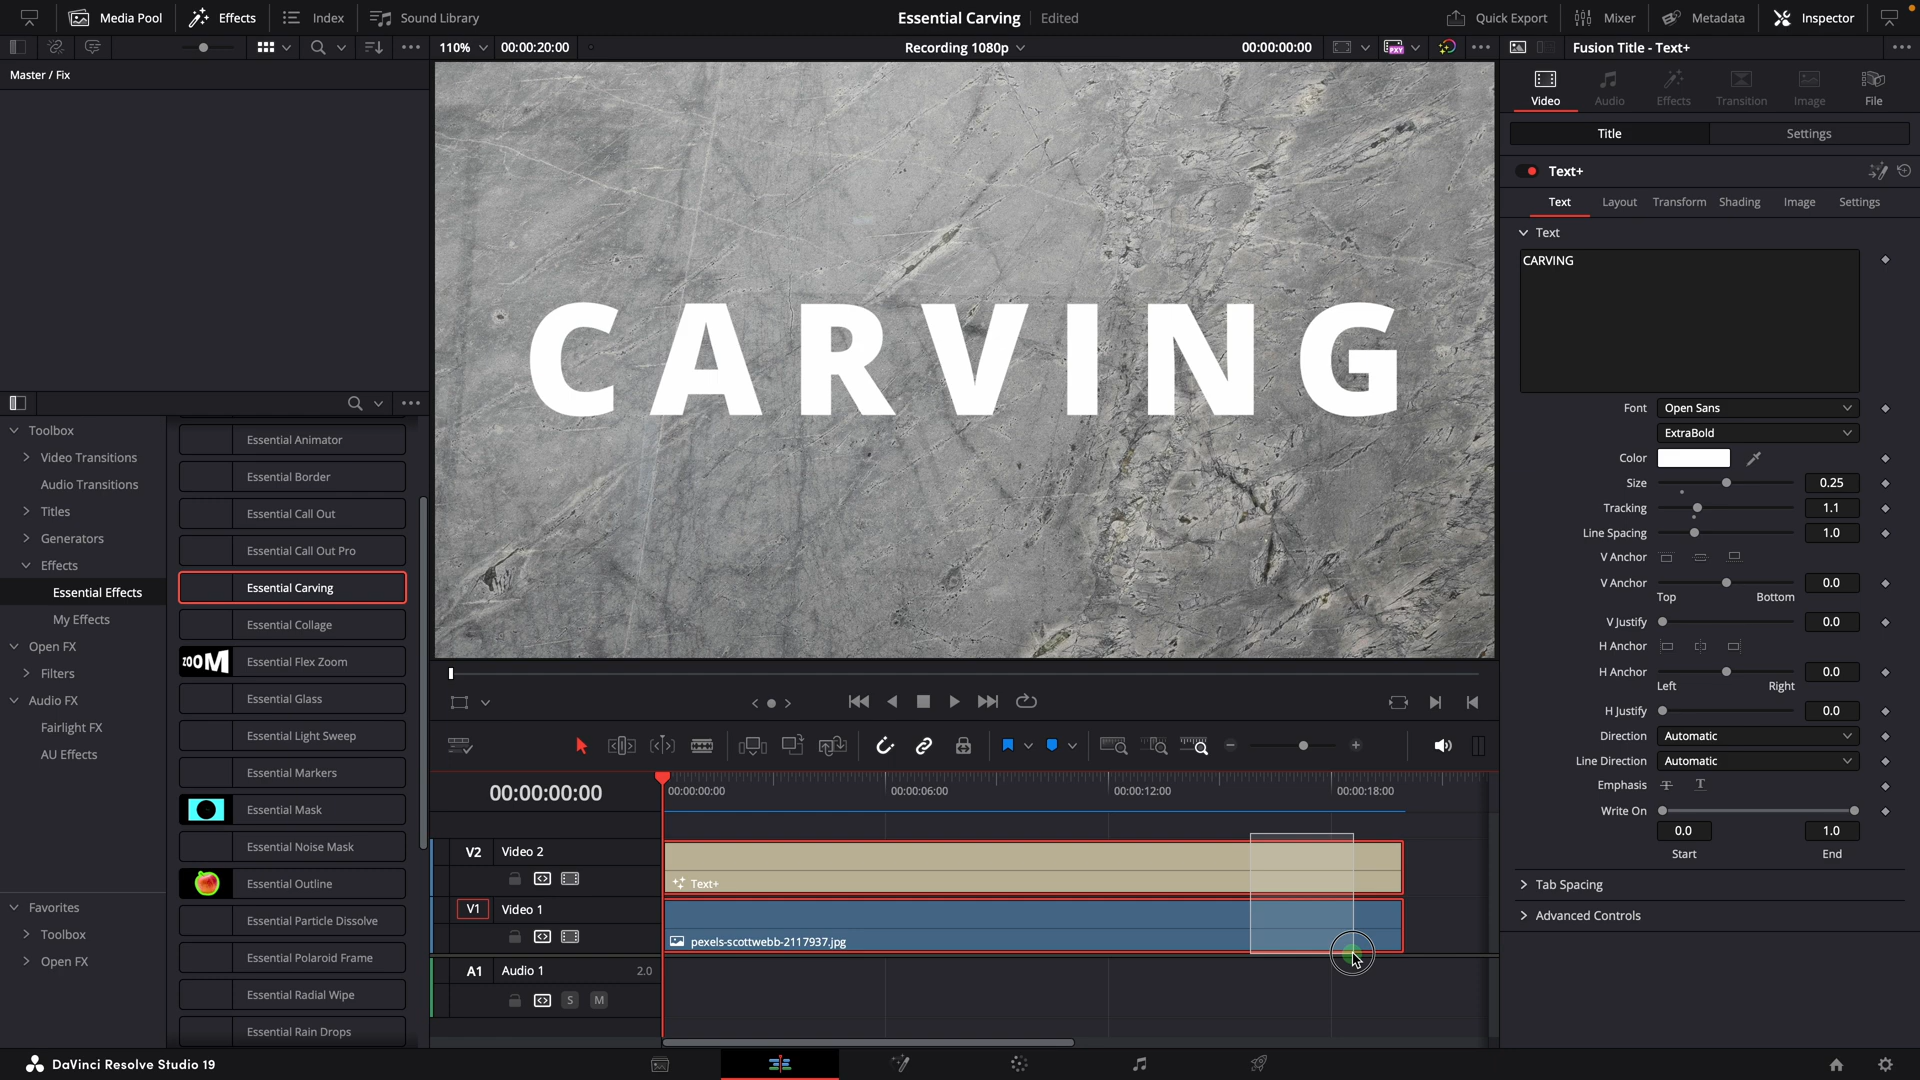 Media Pool
Effects
Index
Sound Library
Essential Carving
Edited
Quick Export
Mixer
Metadata
Inspector
110%
00:00:20:00
Recording 1080p
00:00:00:00
PXY
Fusion Title - Text+
Master / Fix
Video
Audio
Effects
Transition
Image
File
Title
Settings
Text+
Text
Layout
Transform
Shading
Image
Settings
Text
CARVING
CARVING
Font
Open Sans
ExtraBold
Color
Size
0.25
Tracking
1.1
Line Spacing
1.0
V Anchor
V Anchor
0.0
Top
Bottom
V Justify
0.0
H Anchor
H Anchor
0.0
Left
Right
H Justify
0.0
Direction
Automatic
Line Direction
Automatic
Emphasis
T
T
Write On
0.0
1.0
Start
End
Tab Spacing
Advanced Controls
Toolbox
Video Transitions
Audio Transitions
Titles
Generators
Effects
Essential Effects
My Effects
Open FX
Filters
Audio FX
Fairlight FX
AU Effects
Favorites
Toolbox
Open FX
Essential Animator
Essential Border
Essential Call Out
Essential Call Out Pro
Essential Carving
Essential Collage
ZOOM
Essential Flex Zoom
Essential Glass
Essential Light Sweep
Essential Markers
Essential Mask
Essential Noise Mask
Essential Outline
Essential Particle Dissolve
Essential Polaroid Frame
Essential Radial Wipe
Essential Rain Drops
00:00:00:00
00:00:00:00
00:00:06:00
00:00:12:00
00:00:18:00
V2
Video 2
Text+
V1
Video 1
pexels-scottwebb-2117937.jpg
A1
Audio 1
2.0
S
M
DaVinci Resolve Studio 19